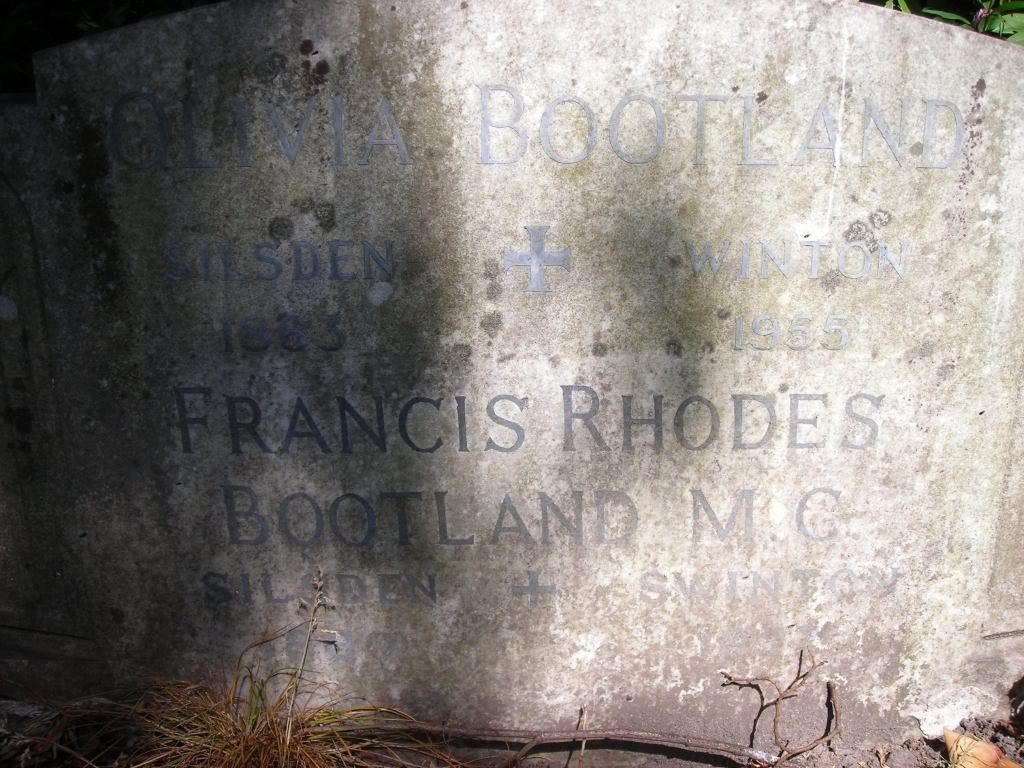 OLIVIA BOOTLAND
SILSDEN WINTON
1863 1955
FRANCIS RHODES
BOOTLAND M.C.
SILSDEN SWINTON